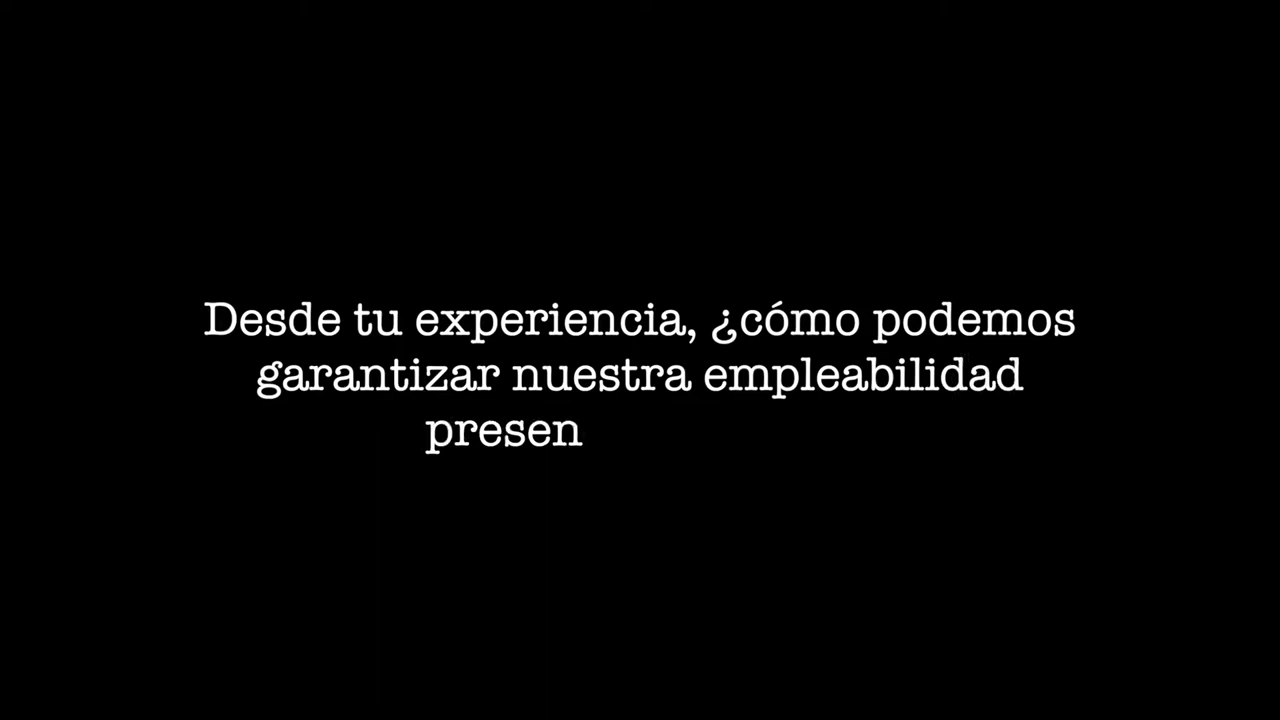 Desde tu experiencia, ¿cómo podemos
garantizar nuestra empleabilidad
presen